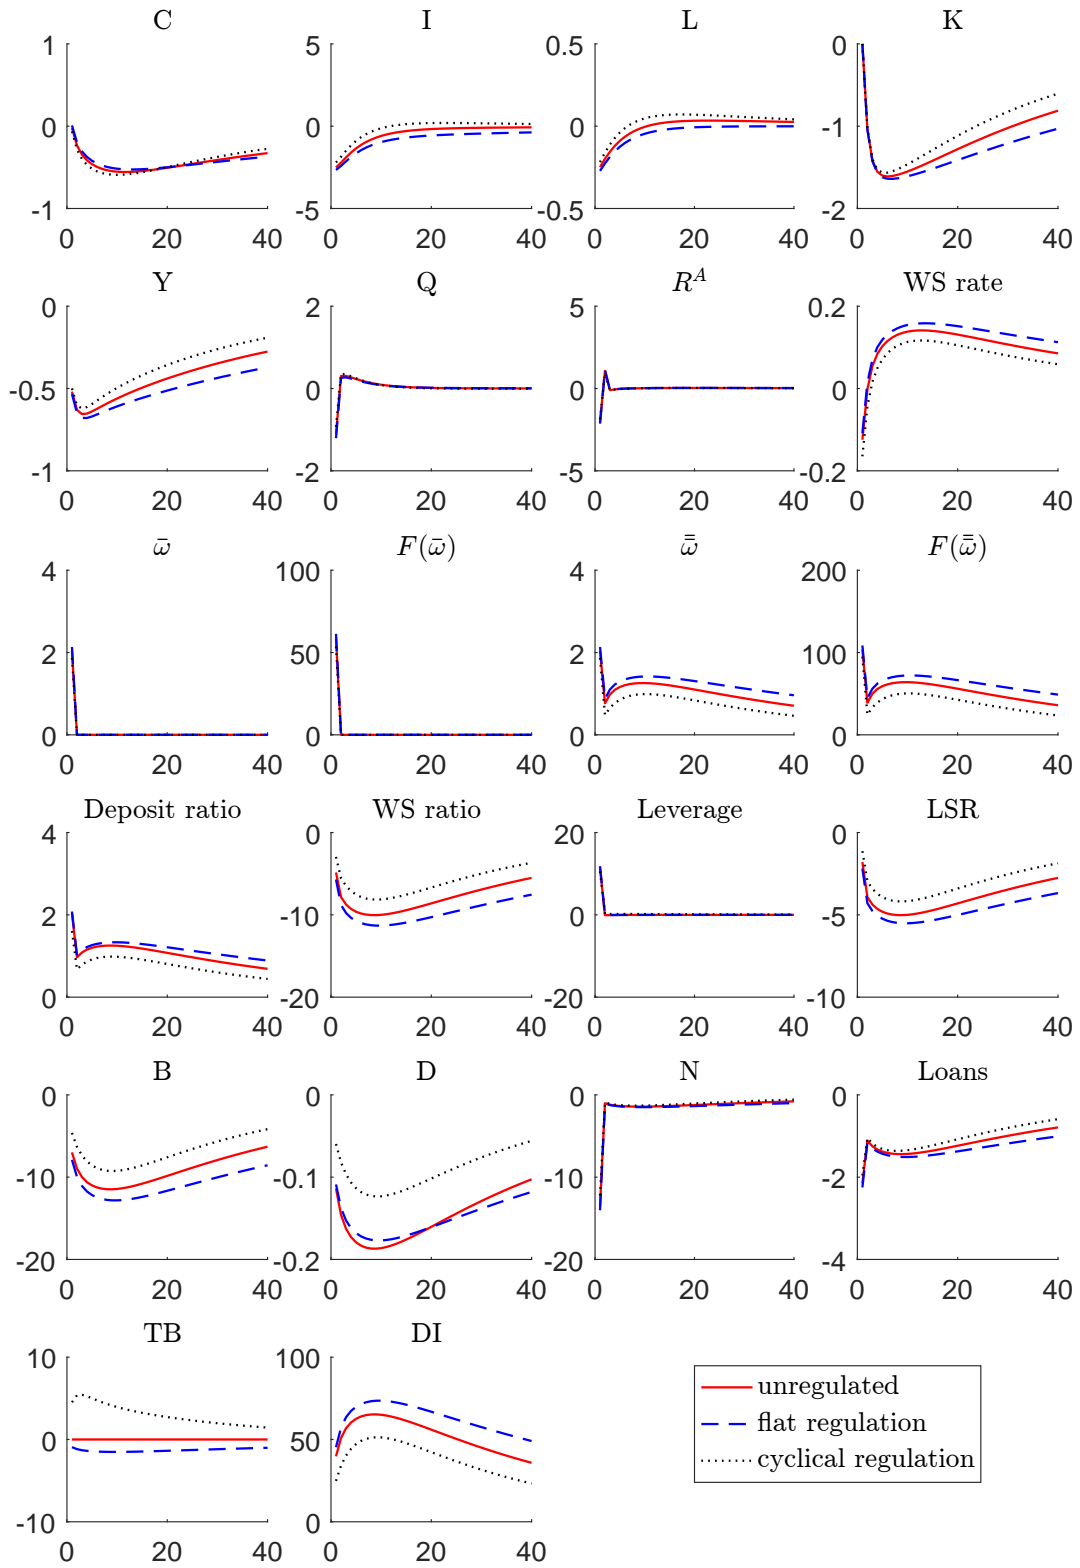 C I L K
1 5 0.5 0
0 0 0 -1
-1 -5 -0.5 -2
0 20 40 0 20 40 0 20 40 0 20 40
Y Q R^A WS rate
0 2 5 0.2
-0.5 0 0 0
-1 -2 -5 -0.2
0 20 40 0 20 40 0 20 40 0 20 40
ω̄ F(ω̄) ω̿ F(ω̿)
4 100 4 200
2 50 2 100
0 0 0 0
0 20 40 0 20 40 0 20 40 0 20 40
Deposit ratio WS ratio Leverage LSR
4 0 20 0
2 -10 0 -5
0 -20 -20 -10
0 20 40 0 20 40 0 20 40 0 20 40
B D N Loans
0 0 0 0
-10 -0.1 -5 -2
-20 -0.2 -10 -4
-15
-20
0 20 40 0 20 40 0 20 40 0 20 40
TB DI
10 100
0 50
-10 0
0 20 40 0 20 40
unregulated
flat regulation
cyclical regulation